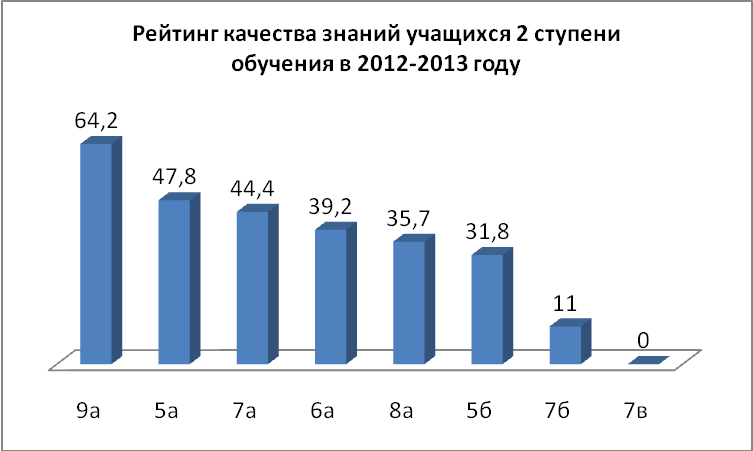 Рейтинг качества знаний учащихся 2 ступени
обучения в 2012-2013 году
64,2
47,8
44,4
39,2
35,7
31,8
11
0
9а 5а 7а 6а 8а 5б 7б 7в